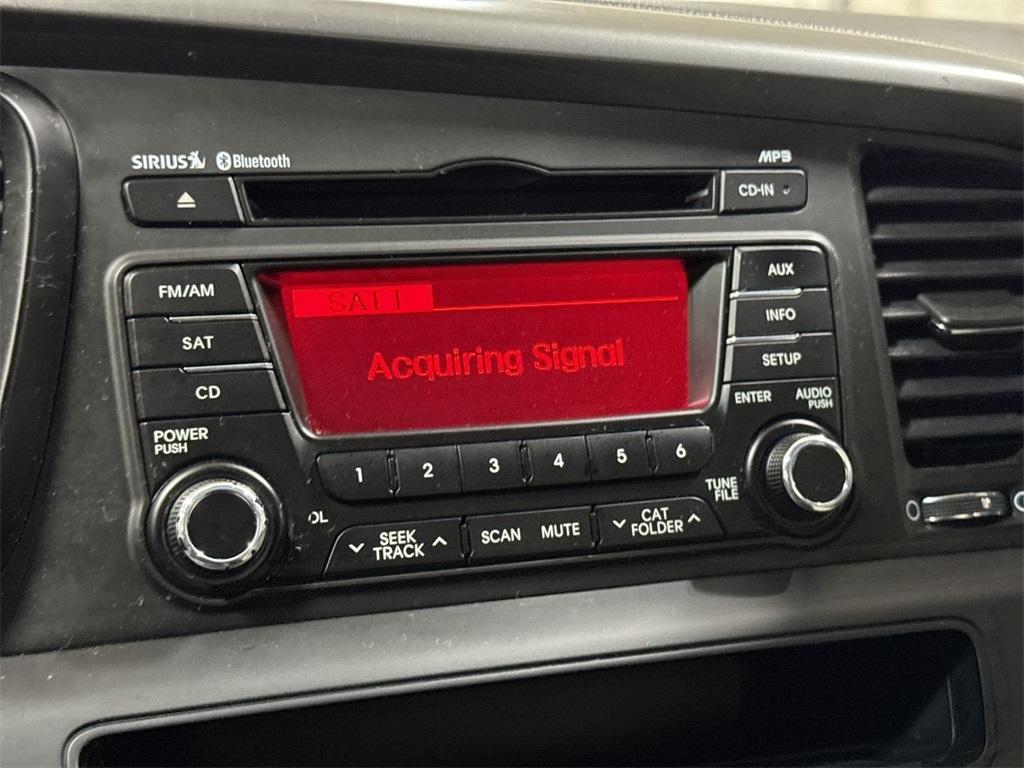 SIRIUS Bluetooth
MP3
CD-IN
FM/AM
SAT
CD
SAT1
Acquiring Signal
AUX
INFO
SETUP
ENTER
AUDIO
PUSH
POWER
PUSH
1 2 3 4 5 6
TUNE
FILE
OL
SEEK
TRACK
SCAN MUTE
CAT
FOLDER